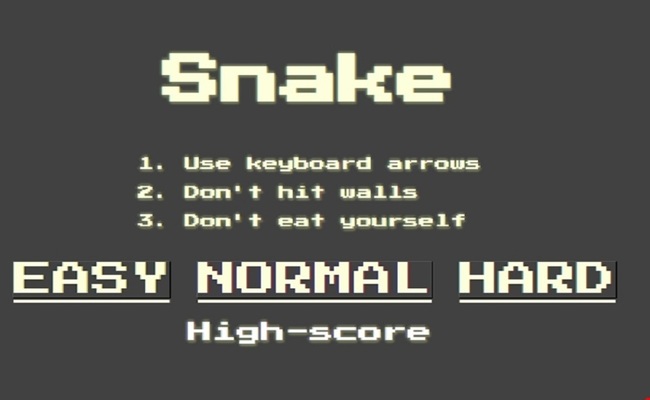 Snake
1. Use keyboard arrows
2. Don't hit walls
3. Don't eat yourself
EASY NORMAL HARD
High-score